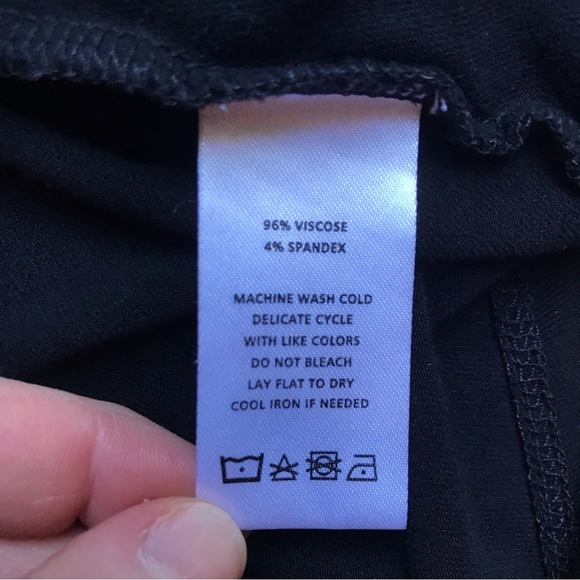 96% VISCOSE
4% SPANDEX
MACHINE WASH COLD
DELICATE CYCLE
WITH LIKE COLORS
DO NOT BLEACH
LAY FLAT TO DRY
COOL IRON IF NEEDED